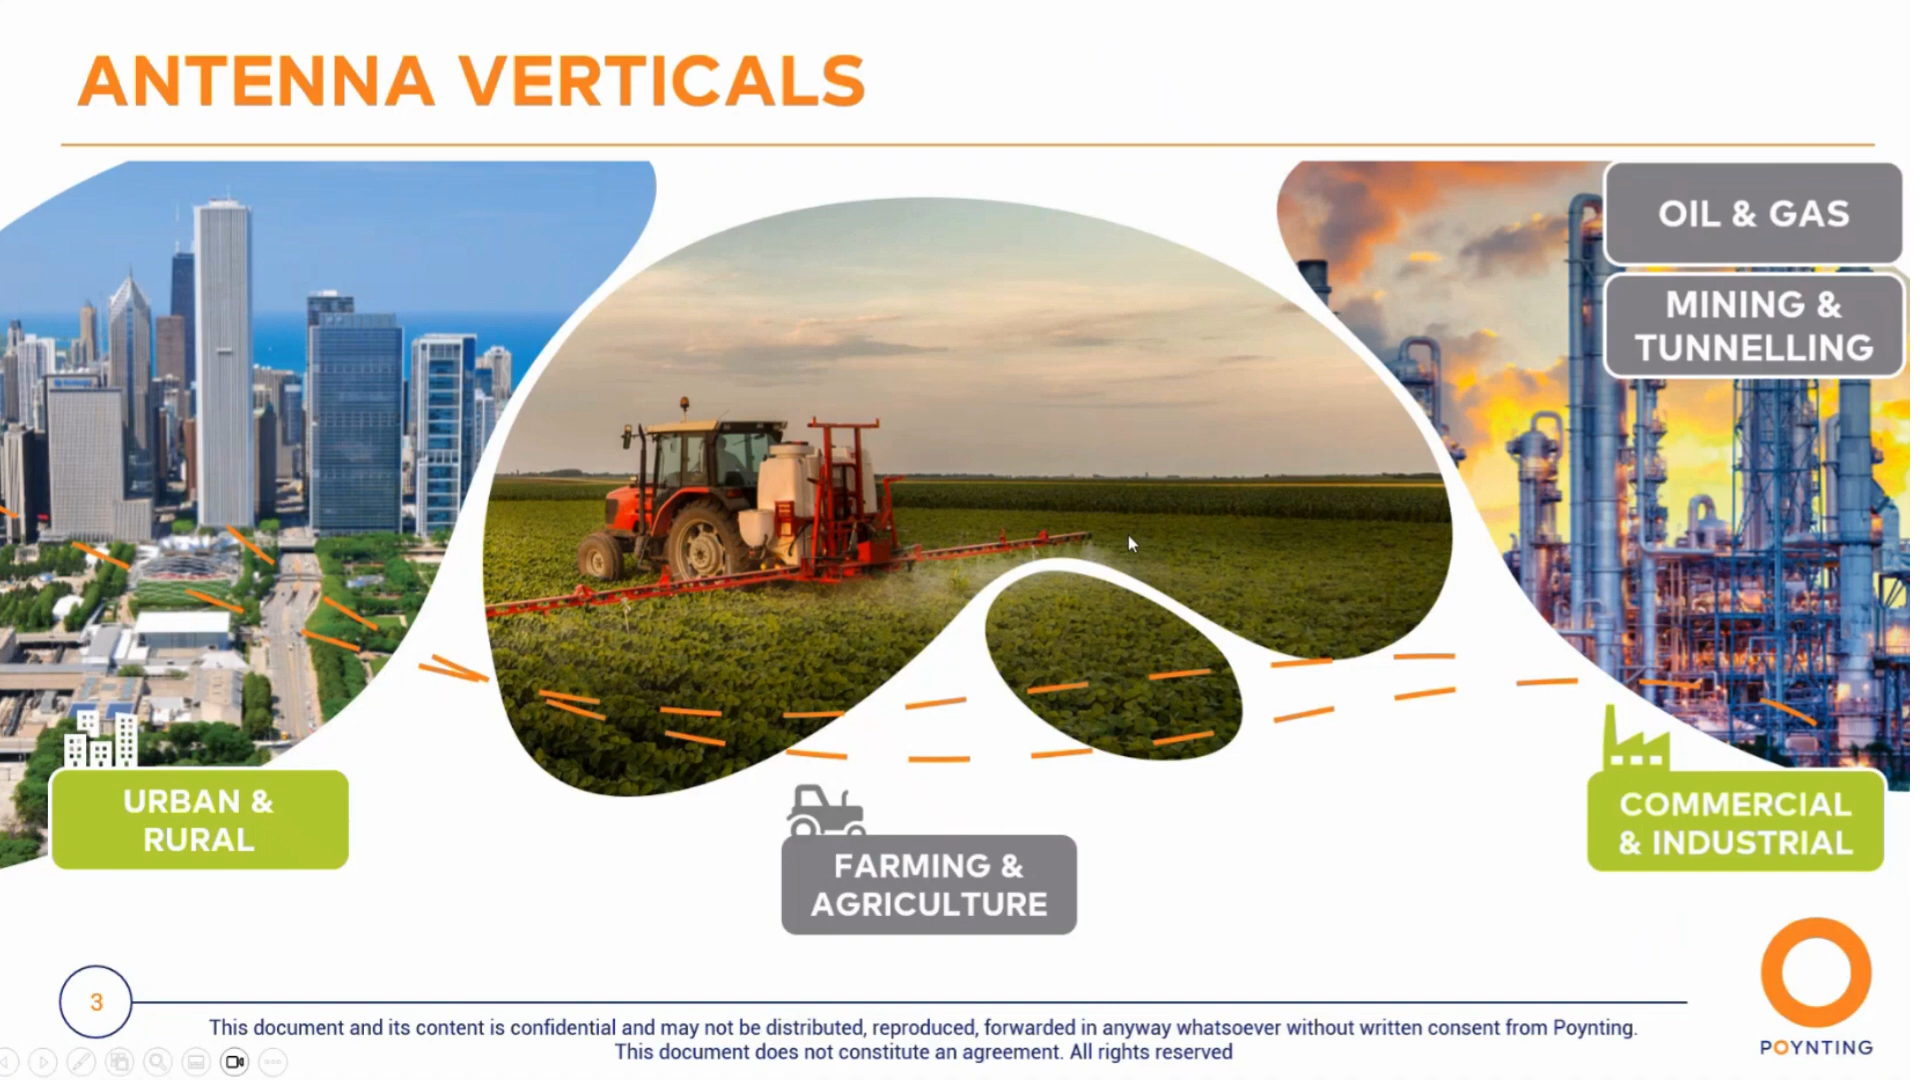 ANTENNA VERTICALS
OIL & GAS
MINING &
TUNNELLING
URBAN &
RURAL
FARMING &
AGRICULTURE
COMMERCIAL
& INDUSTRIAL
3
This document and its content is confidential and may not be distributed, reproduced, forwarded in anyway whatsoever without written consent from Poynting.
This document does not constitute an agreement. All rights reserved
POYNTING